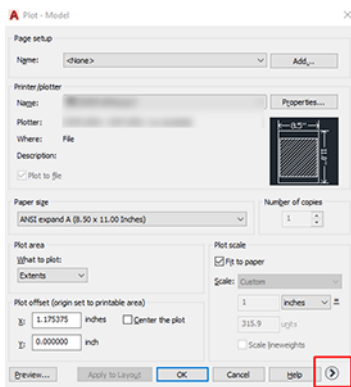 Plot - Model
Page setup
Name: <None> Add...
Printer/plotter
Name: Properties...
Plotter:
Where: File
Description:
Plot to file
8.5"
11.0"
Paper size
ANSI expand A (8.50 x 11.00 Inches)
Number of copies
1
Plot area
What to plot:
Extents
Plot scale
Fit to paper
Scale: Custom
1 inches =
315.9 units
Scale lineweights
Plot offset (origin set to printable area)
X: 1.175375 inches Center the plot
Y: 0.000000 inch
Preview... Apply to Layout OK Cancel Help